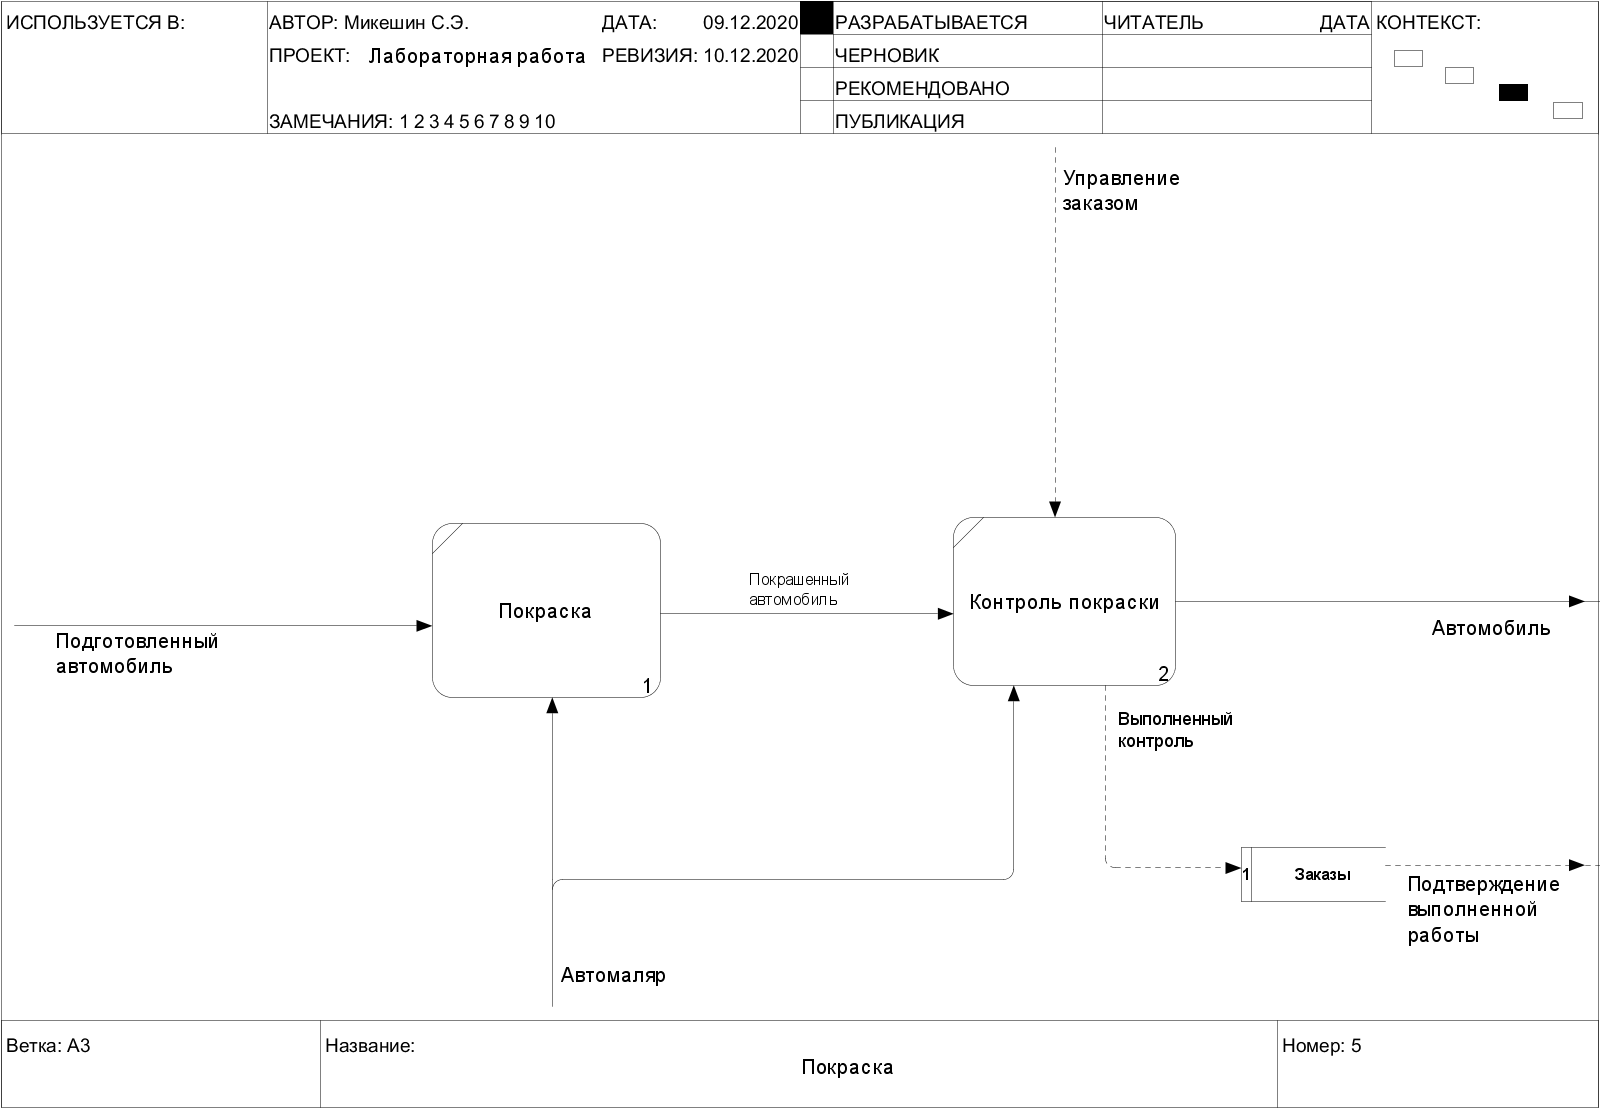 ИСПОЛЬЗУЕТСЯ В:
АВТОР: Микешин С.Э.
ДАТА: 09.12.2020
ПРОЕКТ: Лабораторная работа
РЕВИЗИЯ: 10.12.2020
ЗАМЕЧАНИЯ: 1 2 3 4 5 6 7 8 9 10
РАЗРАБАТЫВАЕТСЯ
ЧЕРНОВИК
РЕКОМЕНДОВАНО
ПУБЛИКАЦИЯ
ЧИТАТЕЛЬ
ДАТА
КОНТЕКСТ:
Управление
заказом
Подготовленный
автомобиль
Покраска
1
Покрашенный
автомобиль
Контроль покраски
2
Автомобиль
Выполненный
контроль
1
Заказы
Подтверждение
выполненной
работы
Автомаляр
Ветка: A3
Название:
Покраска
Номер: 5